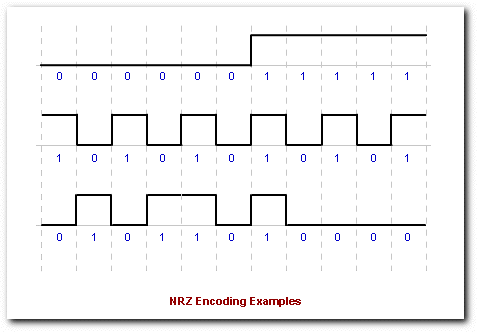 0 0 0 0 0 0 1 1 1 1 1
1 0 1 0 1 0 1 0 1 0 1
0 1 0 1 1 0 1 0 0 0 0
NRZ Encoding Examples